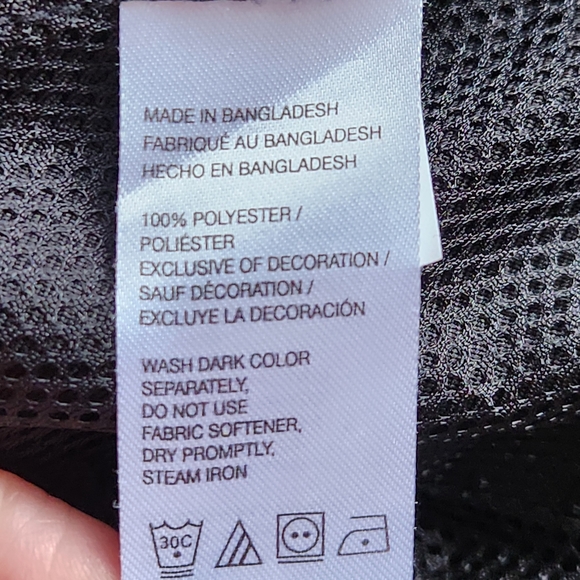 MADE IN BANGLADESH
FABRIQUÉ AU BANGLADESH
HECHO EN BANGLADESH
100% POLYESTER /
POLIÉSTER
EXCLUSIVE OF DECORATION /
SAUF DÉCORATION /
EXCLUYE LA DECORACIÓN
WASH DARK COLOR
SEPARATELY,
DO NOT USE
FABRIC SOFTENER,
DRY PROMPTLY,
STEAM IRON
30C